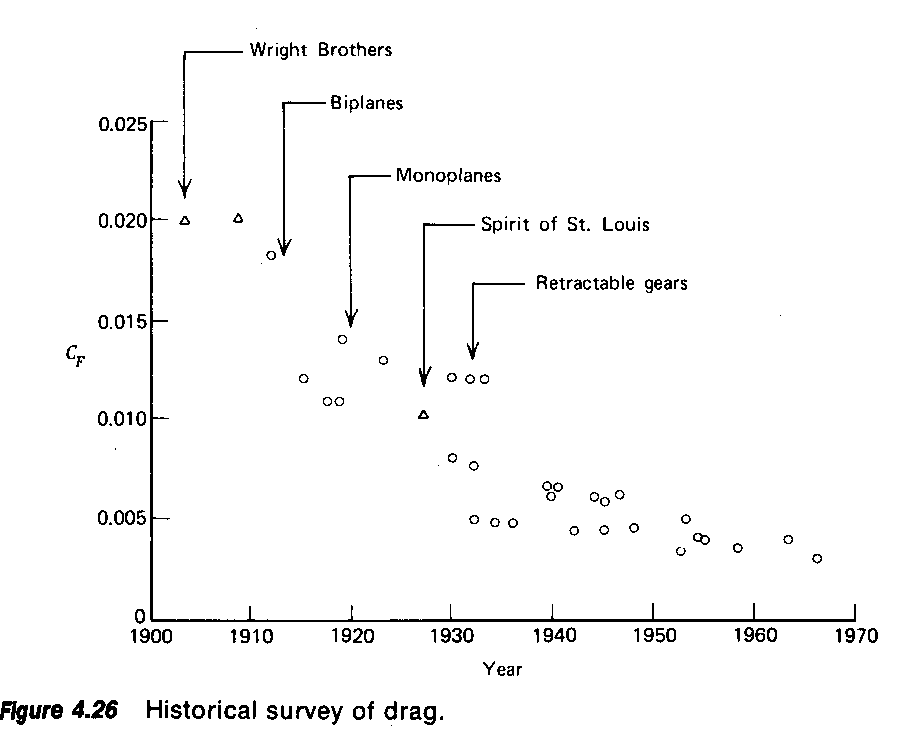 Wright Brothers
Biplanes
0.025
Monoplanes
0.020
Spirit of St. Louis
Retractable gears
0.015
C_F
0.010
0.005
0
1900 1910 1920 1930 1940 1950 1960 1970
Year
Figure 4.26 Historical survey of drag.